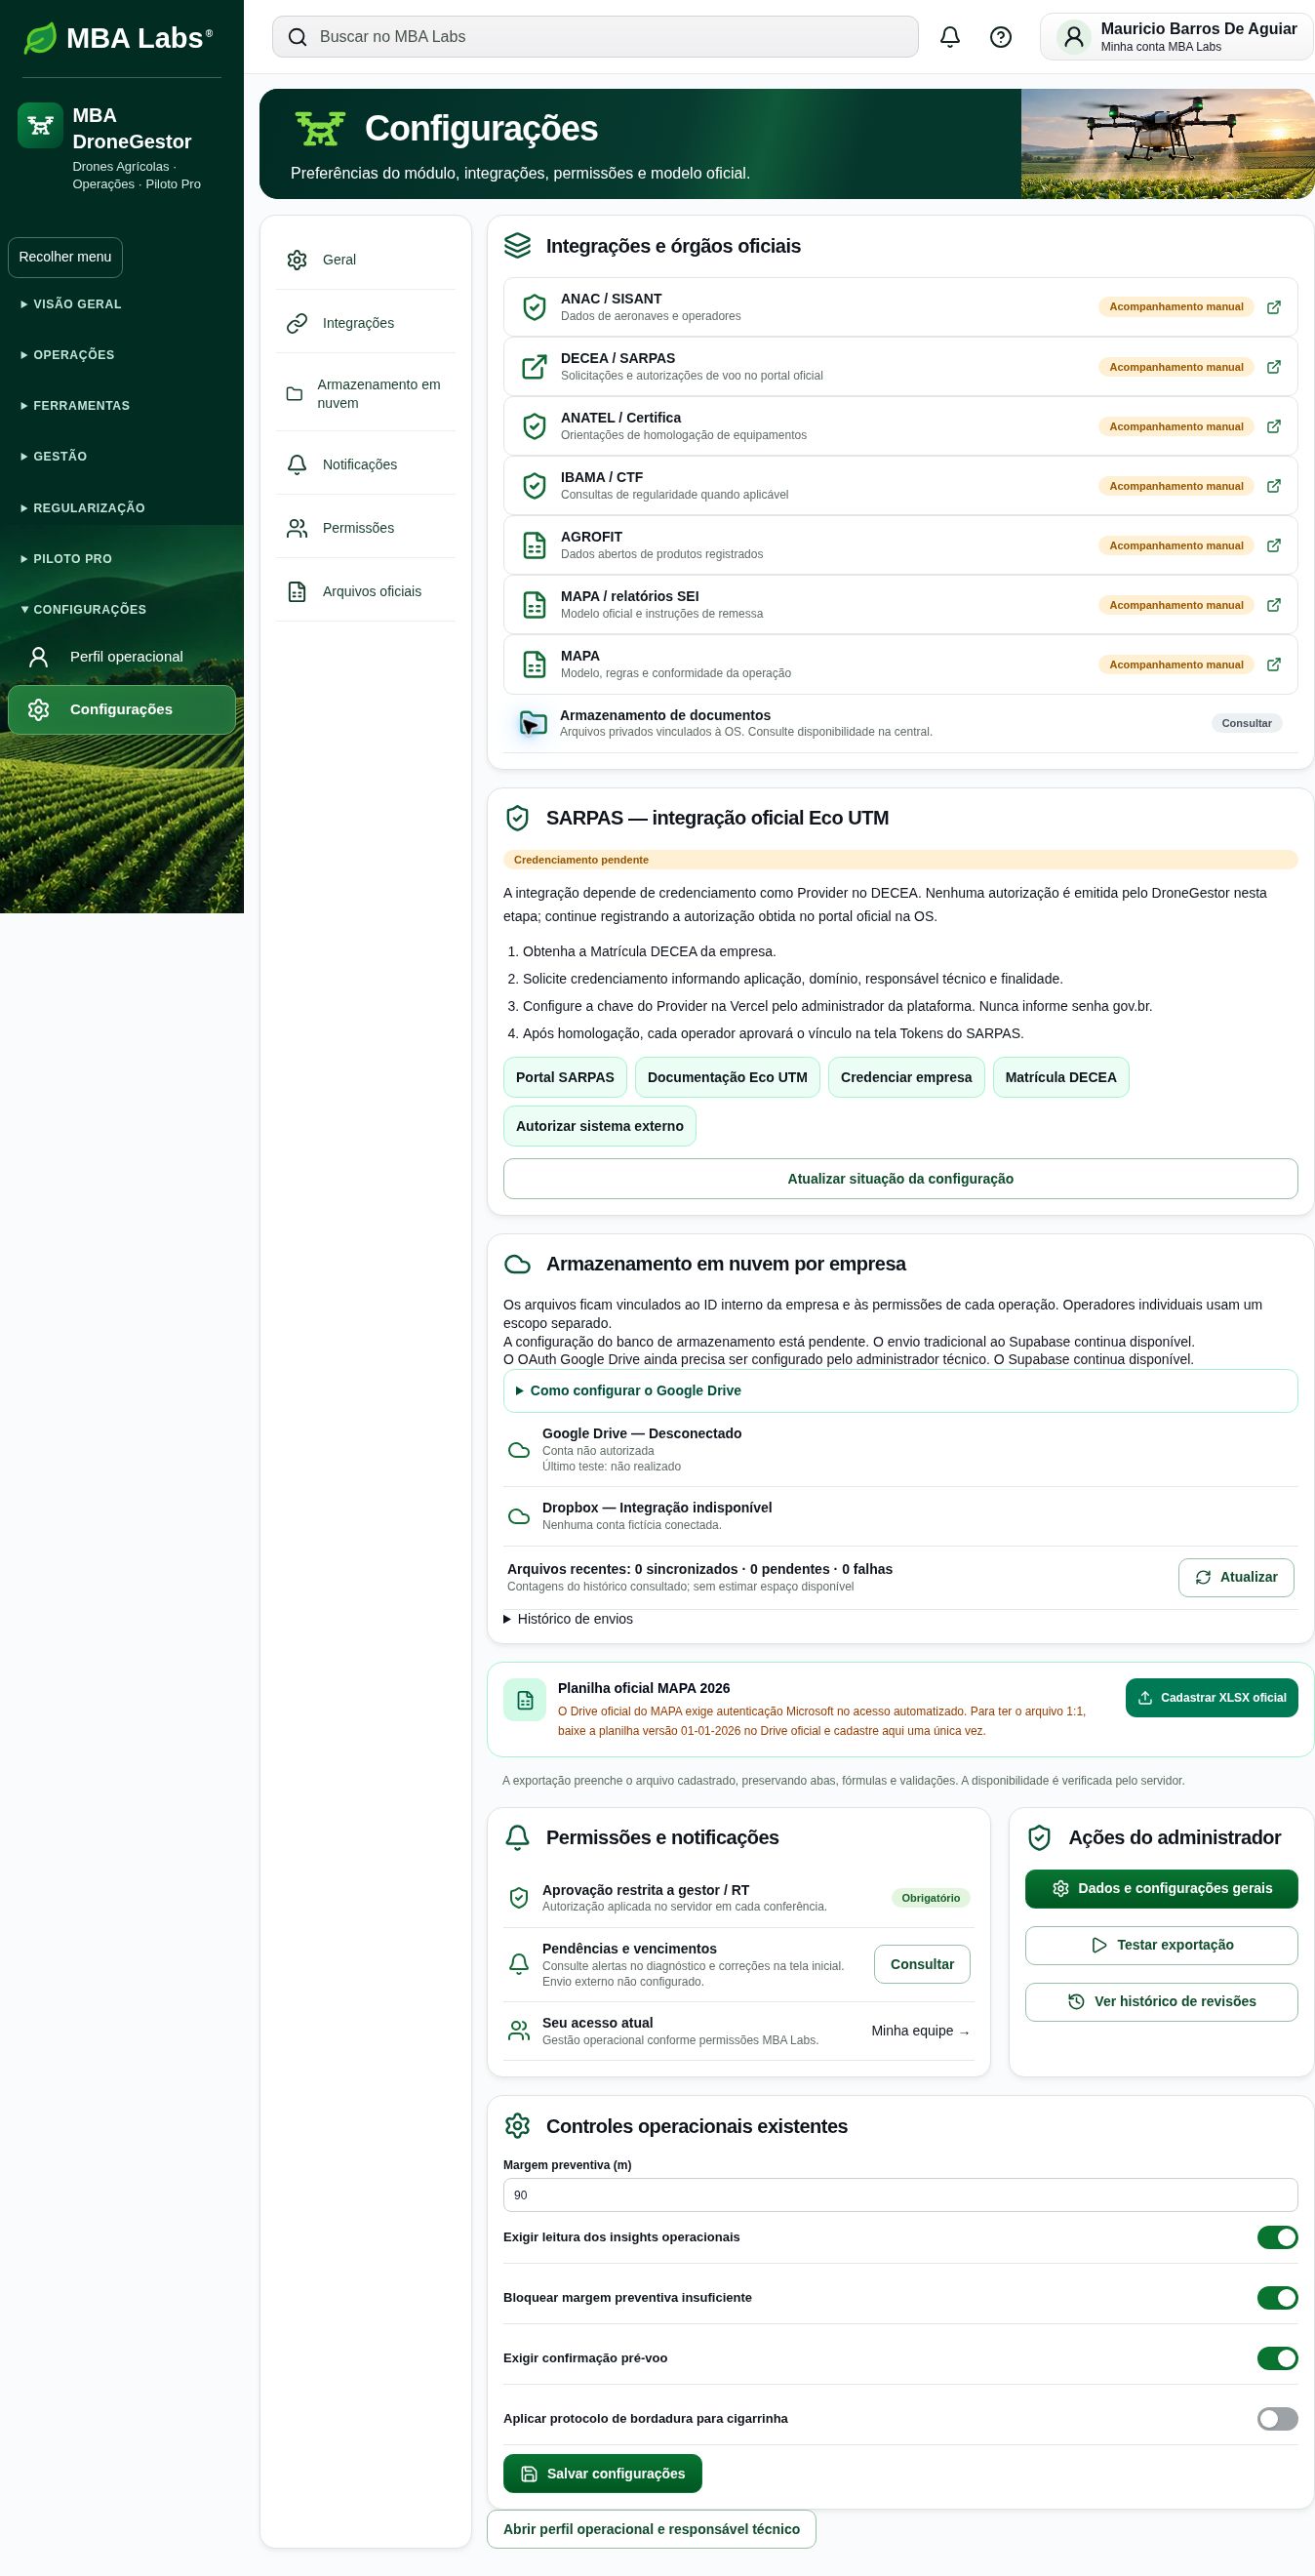 MBA Labs®
MBA
DroneGestor
Drones Agrícolas ·
Operações · Piloto Pro
Recolher menu
▶ VISÃO GERAL
▶ OPERAÇÕES
▶ FERRAMENTAS
▶ GESTÃO
▶ REGULARIZAÇÃO
▶ PILOTO PRO
▼ CONFIGURAÇÕES
Perfil operacional
Configurações
Buscar no MBA Labs
Mauricio Barros De Aguiar
Minha conta MBA Labs
Configurações
Preferências do módulo, integrações, permissões e modelo oficial.
Geral
Integrações
Armazenamento em
nuvem
Notificações
Permissões
Arquivos oficiais
Integrações e órgãos oficiais
ANAC / SISANT
Dados de aeronaves e operadores
Acompanhamento manual
DECEA / SARPAS
Solicitações e autorizações de voo no portal oficial
Acompanhamento manual
ANATEL / Certifica
Orientações de homologação de equipamentos
Acompanhamento manual
IBAMA / CTF
Consultas de regularidade quando aplicável
Acompanhamento manual
AGROFIT
Dados abertos de produtos registrados
Acompanhamento manual
MAPA / relatórios SEI
Modelo oficial e instruções de remessa
Acompanhamento manual
MAPA
Modelo, regras e conformidade da operação
Acompanhamento manual
Armazenamento de documentos
Arquivos privados vinculados à OS. Consulte disponibilidade na central.
Consultar
SARPAS — integração oficial Eco UTM
Credenciamento pendente
A integração depende de credenciamento como Provider no DECEA. Nenhuma autorização é emitida pelo DroneGestor nesta
etapa; continue registrando a autorização obtida no portal oficial na OS.
1. Obtenha a Matrícula DECEA da empresa.
2. Solicite credenciamento informando aplicação, domínio, responsável técnico e finalidade.
3. Configure a chave do Provider na Vercel pelo administrador da plataforma. Nunca informe senha gov.br.
4. Após homologação, cada operador aprovará o vínculo na tela Tokens do SARPAS.
Portal SARPAS
Documentação Eco UTM
Credenciar empresa
Matrícula DECEA
Autorizar sistema externo
Atualizar situação da configuração
Armazenamento em nuvem por empresa
Os arquivos ficam vinculados ao ID interno da empresa e às permissões de cada operação. Operadores individuais usam um
escopo separado.
A configuração do banco de armazenamento está pendente. O envio tradicional ao Supabase continua disponível.
O OAuth Google Drive ainda precisa ser configurado pelo administrador técnico. O Supabase continua disponível.
▶ Como configurar o Google Drive
Google Drive — Desconectado
Conta não autorizada
Último teste: não realizado
Dropbox — Integração indisponível
Nenhuma conta fictícia conectada.
Arquivos recentes: 0 sincronizados · 0 pendentes · 0 falhas
Contagens do histórico consultado; sem estimar espaço disponível
Atualizar
▶ Histórico de envios
Planilha oficial MAPA 2026
O Drive oficial do MAPA exige autenticação Microsoft no acesso automatizado. Para ter o arquivo 1:1,
baixe a planilha versão 01-01-2026 no Drive oficial e cadastre aqui uma única vez.
Cadastrar XLSX oficial
A exportação preenche o arquivo cadastrado, preservando abas, fórmulas e validações. A disponibilidade é verificada pelo servidor.
Permissões e notificações
Aprovação restrita a gestor / RT
Autorização aplicada no servidor em cada conferência.
Obrigatório
Pendências e vencimentos
Consulte alertas no diagnóstico e correções na tela inicial.
Envio externo não configurado.
Consultar
Seu acesso atual
Gestão operacional conforme permissões MBA Labs.
Minha equipe →
Ações do administrador
Dados e configurações gerais
Testar exportação
Ver histórico de revisões
Controles operacionais existentes
Margem preventiva (m)
90
Exigir leitura dos insights operacionais
Bloquear margem preventiva insuficiente
Exigir confirmação pré-voo
Aplicar protocolo de bordadura para cigarrinha
Salvar configurações
Abrir perfil operacional e responsável técnico